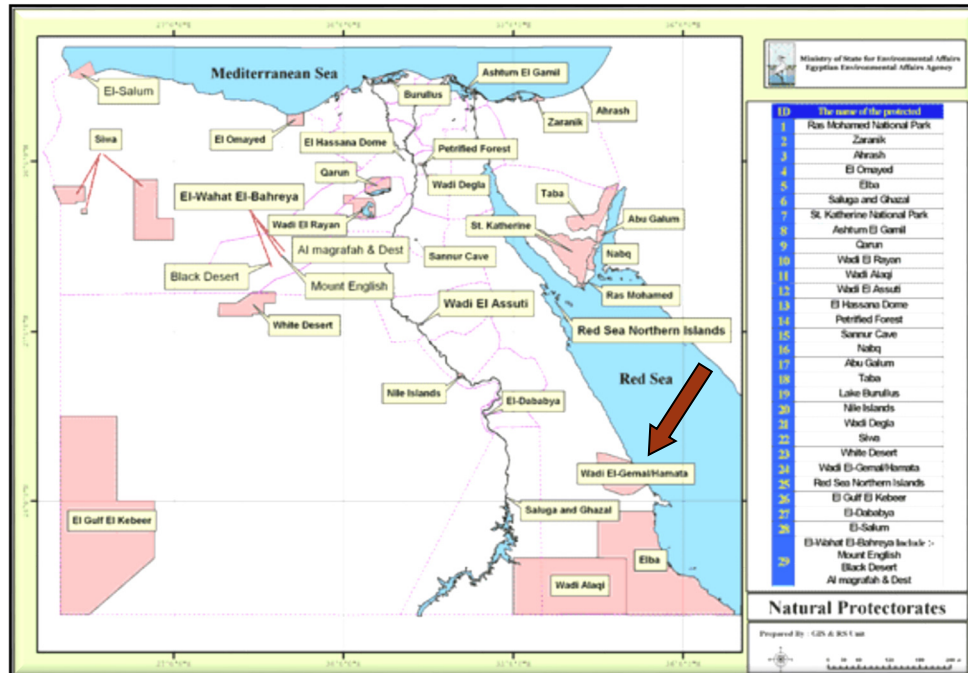 Mediterranean Sea
Ashtum El Gamil
El-Salum
Burullus
Ahrash
Zaranik
El Omayed
El Hassana Dome
Petrified Forest
Siwa
Qarun
Wadi Degla
El-Wahat El-Bahreya
Taba
Wadi El Rayan
St. Katherine
Abu Galum
Al magrafah & Dest
Sannur Cave
Nabq
Black Desert
Mount English
Ras Mohamed
Wadi El Assuti
White Desert
Red Sea Northern Islands
Red Sea
Nile Islands
El-Dababya
Wadi El-Gemal/Hamata
Saluga and Ghazal
El Gulf El Kebeer
Elba
Wadi Alaqi
Ministry of State for Environmental Affairs
Egyptian Environmental Affairs Agency
ID The name of the protected
1 Ras Mohamed National Park
2 Zaranik
3 Ahrash
4 El Omayed
5 Elba
6 Saluga and Ghazal
7 St. Katherine National Park
8 Ashtum El Gamil
9 Qarun
10 Wadi El Rayan
11 Wadi Alaqi
12 Wadi El Assuti
13 El Hassana Dome
14 Petrified Forest
15 Sannur Cave
16 Nabq
17 Abu Galum
18 Taba
19 Lake Burullus
20 Nile Islands
21 Wadi Degla
22 Siwa
23 White Desert
24 Wadi El-Gemal/Hamata
25 Red Sea Northern Islands
26 El Gulf El Kebeer
27 El-Dababya
28 El-Salum
29 El-Wahat El-Bahreya Include :-
Mount English
Black Desert
Al magrafah & Dest
Natural Protectorates
Prepared By : GIS & RS Unit